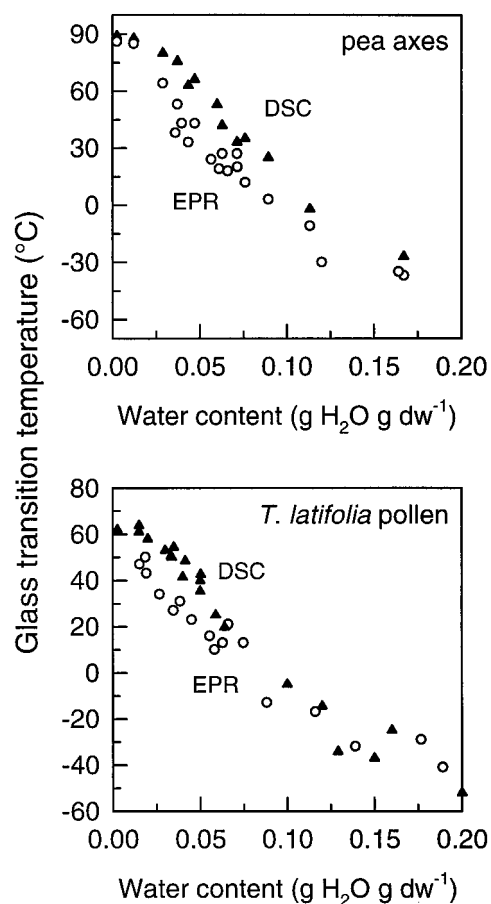 Glass transition temperature (°C)
pea axes
90
60
30
0
-30
-60
DSC
EPR
0.00 0.05 0.10 0.15 0.20
Water content (g H₂O g dw⁻¹)
T. latifolia pollen
80
60
40
20
0
-20
-40
-60
DSC
EPR
0.00 0.05 0.10 0.15 0.20
Water content (g H₂O g dw⁻¹)